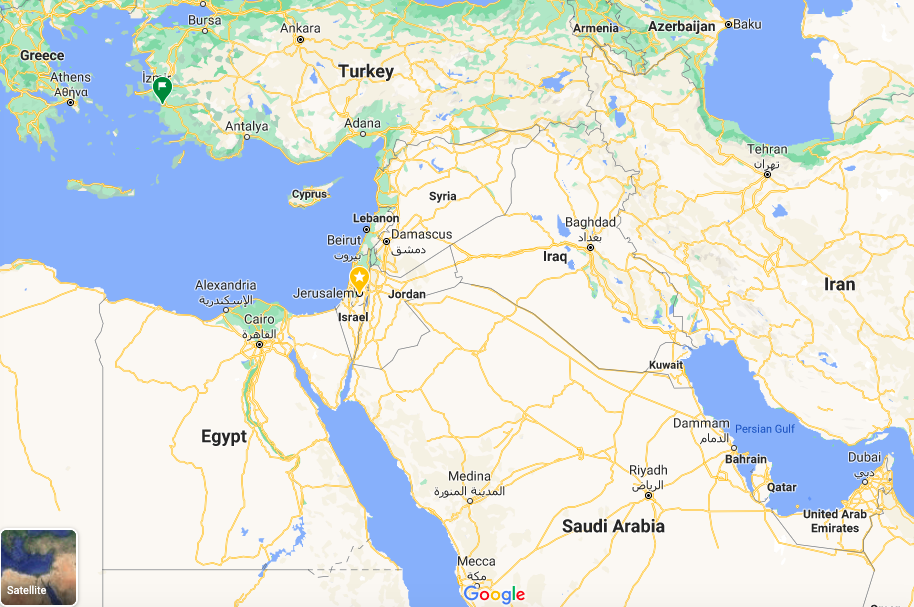 Bursa
Ankara
Armenia
Azerbaijan
Baku
Greece
Athens
Αθήνα
İzmir
Turkey
Antalya
Adana
Tehran
تهران
Cyprus
Syria
Lebanon
Beirut
بيروت
Damascus
دمشق
Baghdad
بغداد
Iraq
Iran
Alexandria
الإسكندرية
Jerusalem
Jordan
Israel
Cairo
القاهرة
Kuwait
Egypt
Dammam
الدمام
Persian Gulf
Bahrain
Dubai
دبي
Medina
المدينة المنورة
Riyadh
الرياض
Qatar
United Arab
Emirates
Saudi Arabia
Mecca
مكة
Satellite
Google